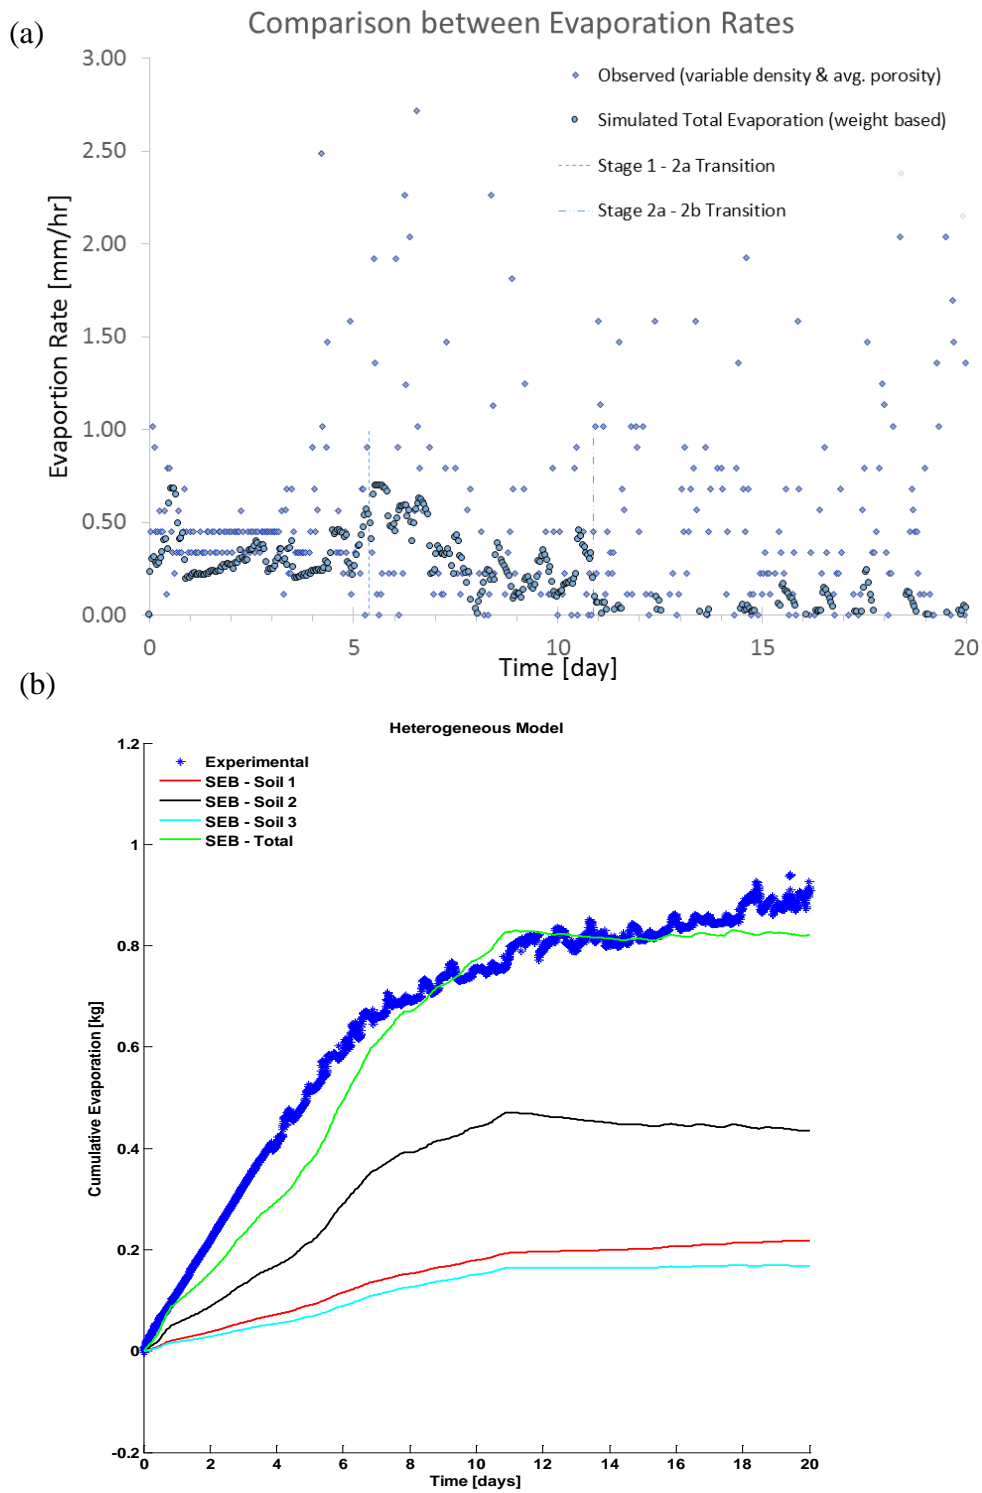 (a)
Comparison between Evaporation Rates
3.00
2.50
2.00
1.50
1.00
0.50
0.00
Evaportion Rate [mm/hr]
Observed (variable density & avg. porosity)
Simulated Total Evaporation (weight based)
Stage 1 - 2a Transition
Stage 2a - 2b Transition
0 5 10 15 20
Time [day]
(b)
Heterogeneous Model
1.2
1
0.8
0.6
0.4
0.2
0
-0.2
Cumulative Evaporation [kg]
Experimental
SEB - Soil 1
SEB - Soil 2
SEB - Soil 3
SEB - Total
0 2 4 6 8 10 12 14 16 18 20
Time [days]